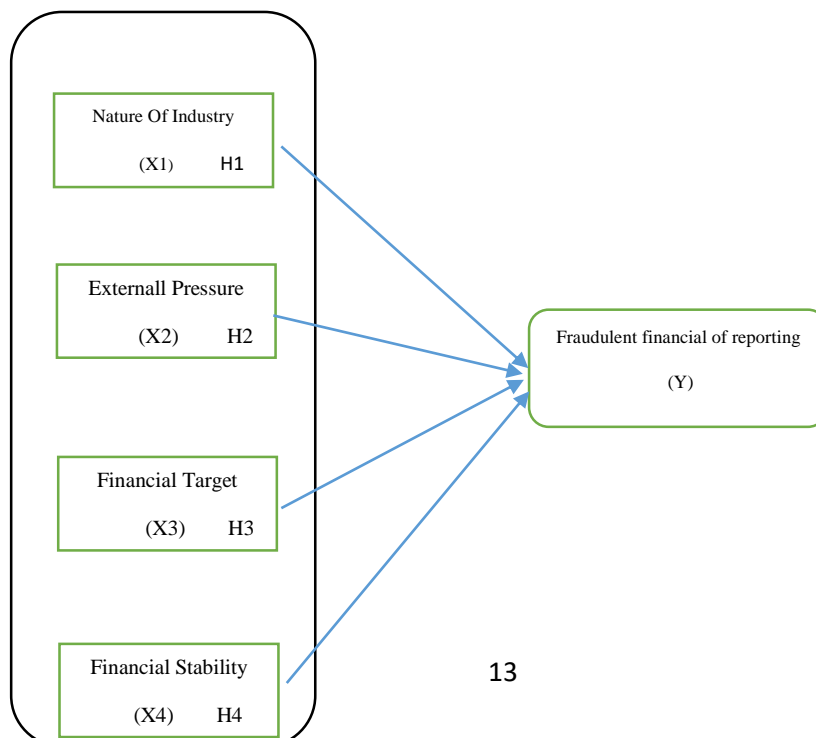 Nature Of Industry
(X1) H1
Externall Pressure
(X2) H2
Fraudulent financial of reporting
(Y)
Financial Target
(X3) H3
Financial Stability
(X4) H4
13